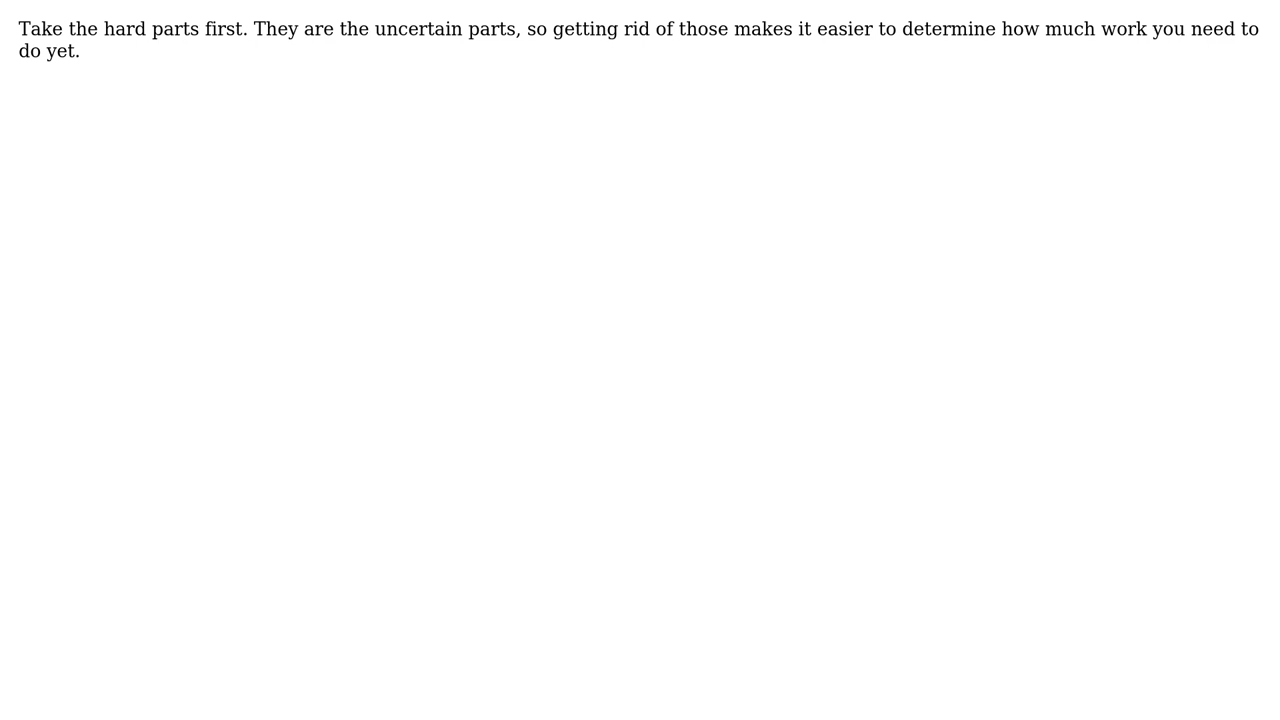 Take the hard parts first. They are the uncertain parts, so getting rid of those makes it easier to determine how much work you need to
do yet.